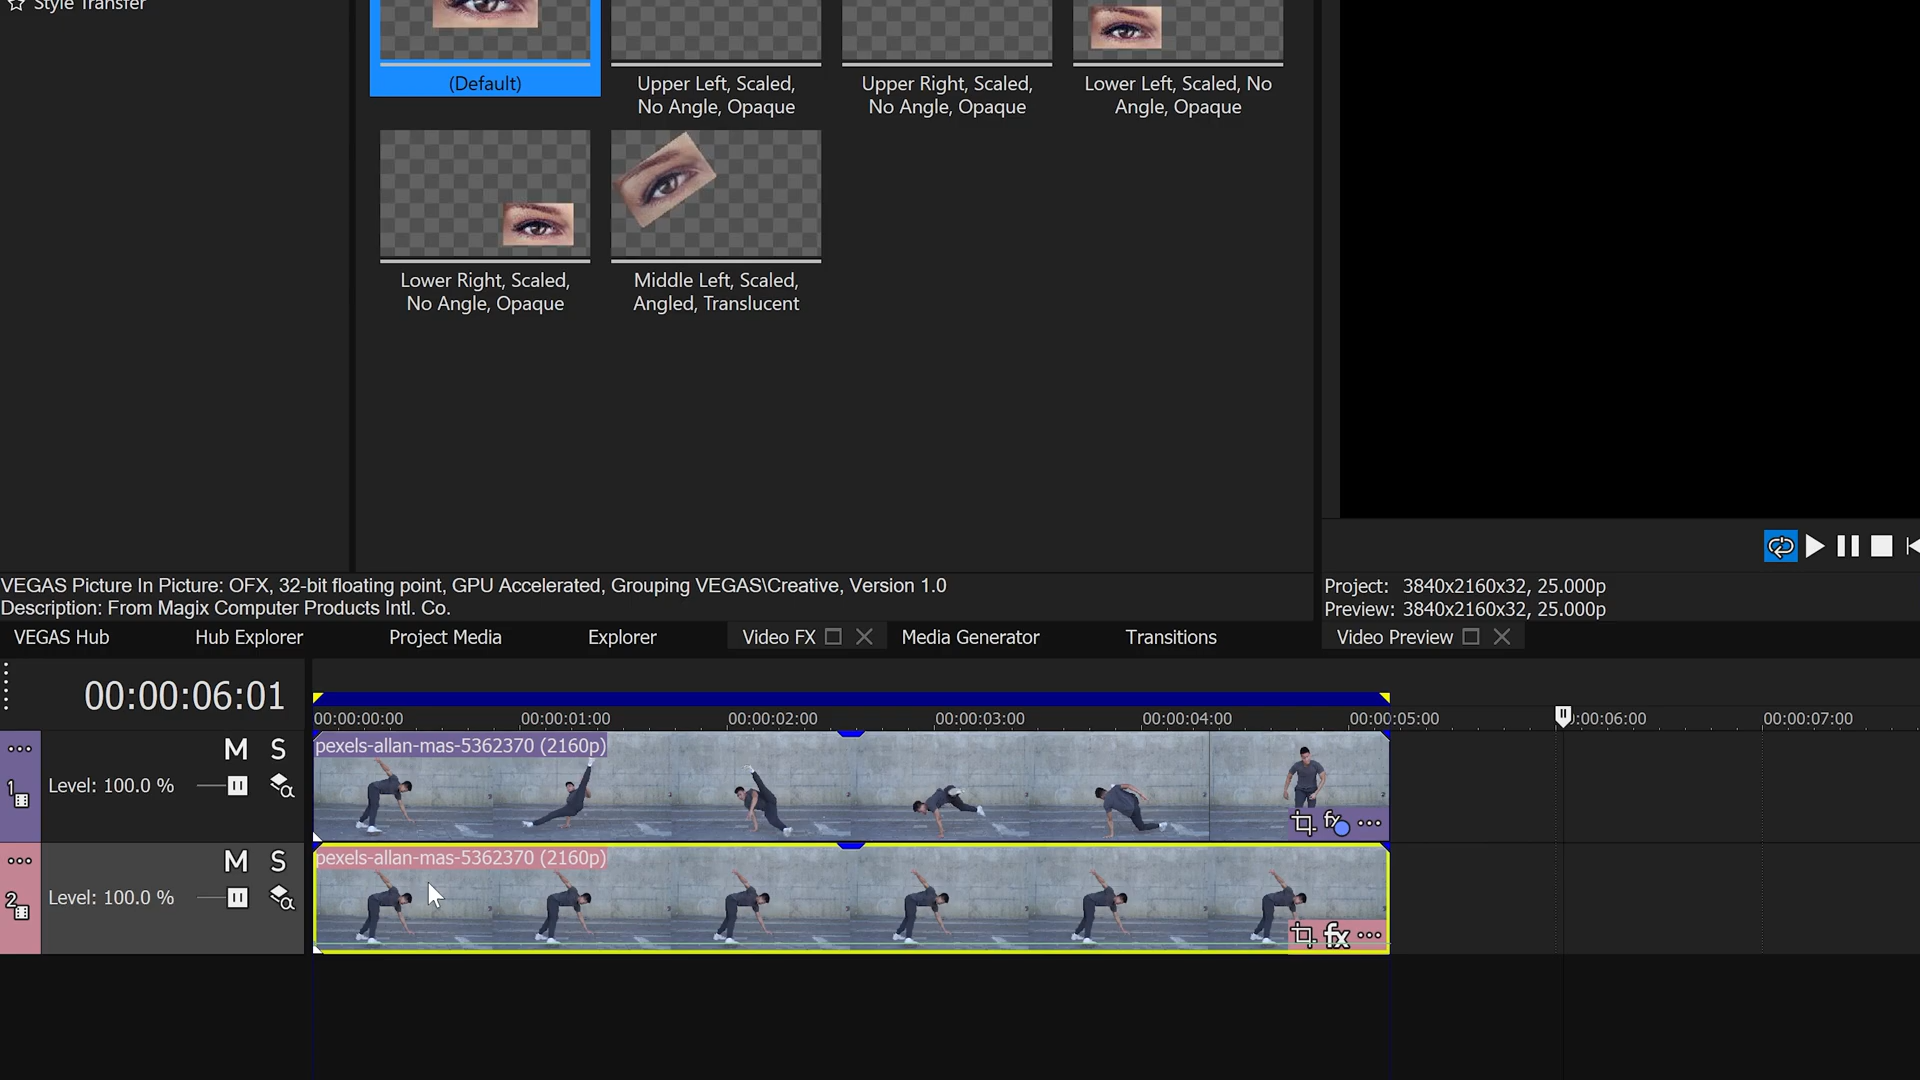 Style Transfer
(Default)
Upper Left, Scaled,
No Angle, Opaque
Upper Right, Scaled,
No Angle, Opaque
Lower Left, Scaled, No
Angle, Opaque
Lower Right, Scaled,
No Angle, Opaque
Middle Left, Scaled,
Angled, Translucent
VEGAS Picture In Picture: OFX, 32-bit floating point, GPU Accelerated, Grouping VEGAS\Creative, Version 1.0
Description: From Magix Computer Products Intl. Co.
Project: 3840x2160x32, 25.000p
Preview: 3840x2160x32, 25.000p
VEGAS Hub
Hub Explorer
Project Media
Explorer
Video FX
Media Generator
Transitions
Video Preview
00:00:06:01
00:00:00:00
00:00:01:00
00:00:02:00
00:00:03:00
00:00:04:00
00:00:05:00
:00:06:00
00:00:07:00
1
M S
Level: 100.0 %
pexels-allan-mas-5362370 (2160p)
fx
2
M S
Level: 100.0 %
pexels-allan-mas-5362370 (2160p)
fx